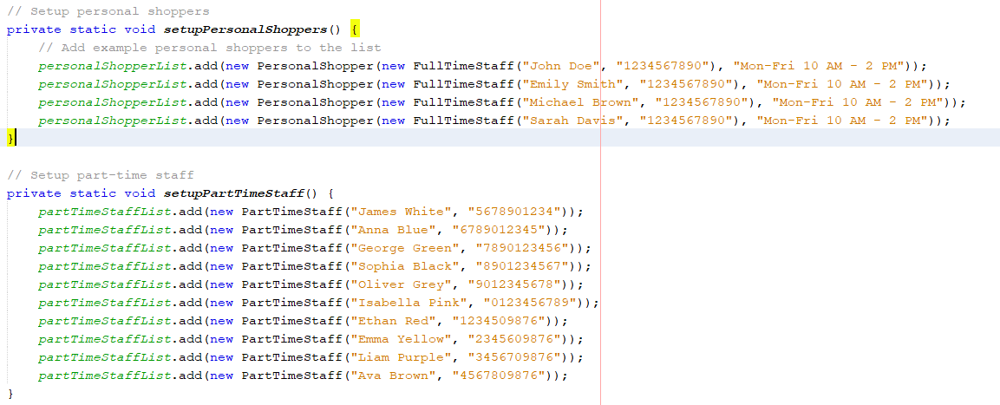 // Setup personal shoppers
private static void setupPersonalShoppers() {
    // Add example personal shoppers to the list
    personalShopperList.add(new PersonalShopper(new FullTimeStaff("John Doe", "1234567890"), "Mon-Fri 10 AM - 2 PM"));
    personalShopperList.add(new PersonalShopper(new FullTimeStaff("Emily Smith", "1234567890"), "Mon-Fri 10 AM - 2 PM"));
    personalShopperList.add(new PersonalShopper(new FullTimeStaff("Michael Brown", "1234567890"), "Mon-Fri 10 AM - 2 PM"));
    personalShopperList.add(new PersonalShopper(new FullTimeStaff("Sarah Davis", "1234567890"), "Mon-Fri 10 AM - 2 PM"));
}

// Setup part-time staff
private static void setupPartTimeStaff() {
    partTimeStaffList.add(new PartTimeStaff("James White", "5678901234"));
    partTimeStaffList.add(new PartTimeStaff("Anna Blue", "6789012345"));
    partTimeStaffList.add(new PartTimeStaff("George Green", "7890123456"));
    partTimeStaffList.add(new PartTimeStaff("Sophia Black", "8901234567"));
    partTimeStaffList.add(new PartTimeStaff("Oliver Grey", "9012345678"));
    partTimeStaffList.add(new PartTimeStaff("Isabella Pink", "0123456789"));
    partTimeStaffList.add(new PartTimeStaff("Ethan Red", "1234509876"));
    partTimeStaffList.add(new PartTimeStaff("Emma Yellow", "2345609876"));
    partTimeStaffList.add(new PartTimeStaff("Liam Purple", "3456709876"));
    partTimeStaffList.add(new PartTimeStaff("Ava Brown", "4567809876"));
}